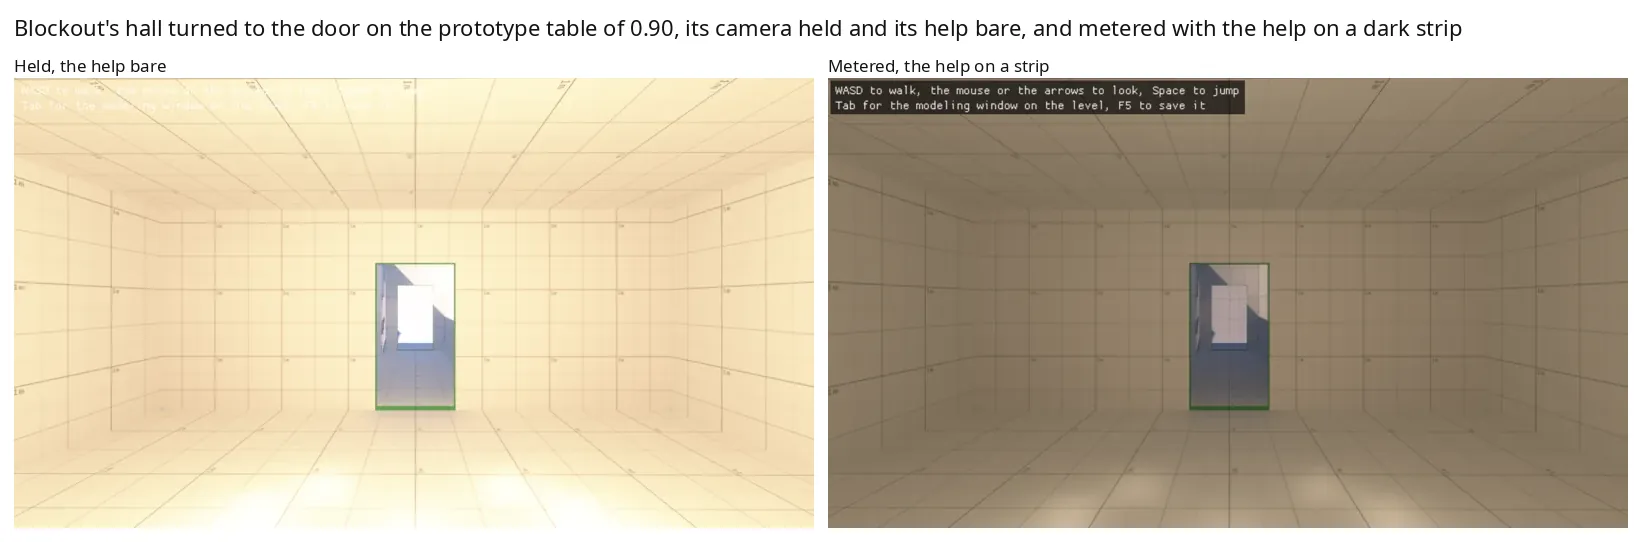 Blockout's hall turned to the door on the prototype table of 0.90, its camera held and its help bare, and metered with the help on a dark strip
Held, the help bare
Metered, the help on a strip
WASD to walk, the mouse or the arrows to look, Space to jump
Tab for the modeling window on the level, F5 to save it